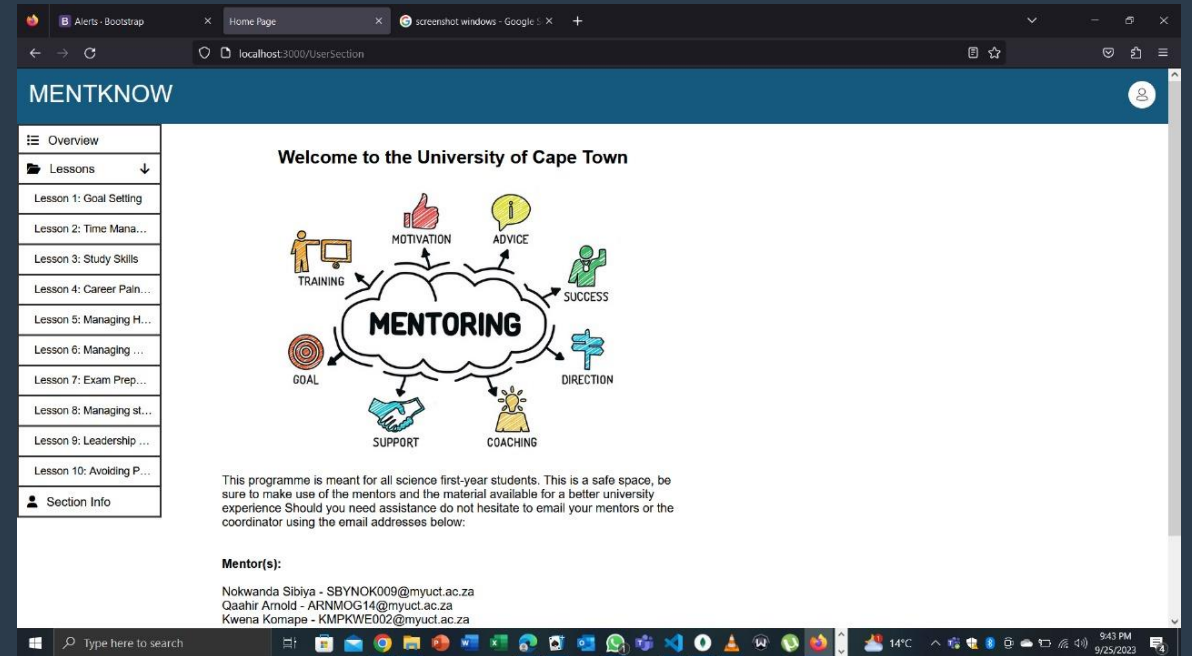 Alerts · Bootstrap
Home Page
screenshot windows - Google S
localhost:3000/UserSection
MENTKNOW
Overview
Lessons
Lesson 1: Goal Setting
Lesson 2: Time Mana...
Lesson 3: Study Skills
Lesson 4: Career Paln...
Lesson 5: Managing H...
Lesson 6: Managing ...
Lesson 7: Exam Prep...
Lesson 8: Managing st...
Lesson 9: Leadership ...
Lesson 10: Avoiding P...
Section Info
Welcome to the University of Cape Town
MOTIVATION
ADVICE
TRAINING
SUCCESS
MENTORING
GOAL
DIRECTION
SUPPORT
COACHING
This programme is meant for all science first-year students. This is a safe space, be
sure to make use of the mentors and the material available for a better university
experience Should you need assistance do not hesitate to email your mentors or the
coordinator using the email addresses below:
Mentor(s):
Nokwanda Sibiya - SBYNOK009@myuct.ac.za
Qaahir Arnold - ARNMOG14@myuct.ac.za
Kwena Komape - KMPKWE002@myuct.ac.za
Type here to search
14°C
9:43 PM
9/25/2023